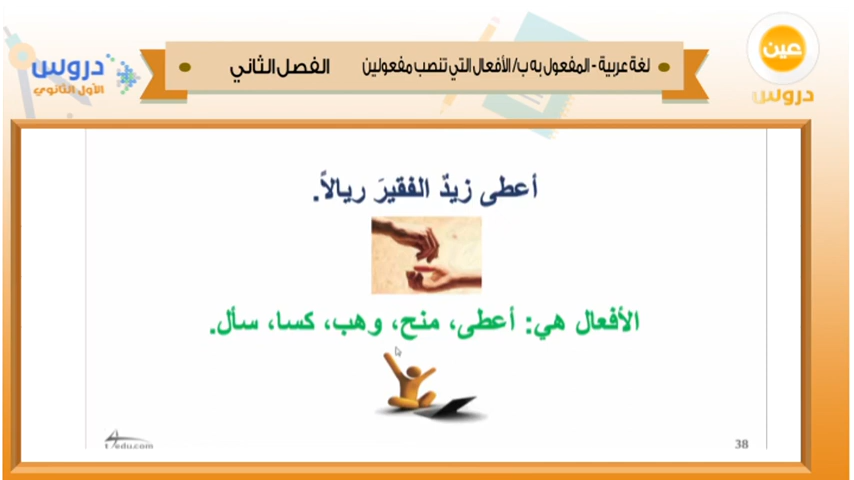 عين
دروس
لغة عربية - المفعول به ب/ الأفعال التي تنصب مفعولين
الفصل الثاني
دروس
الأول الثانوي
أعطى زيدٌ الفقيرَ ريالاً.
الأفعال هي: أعطى، منح، وهب، كسا، سأل.
38